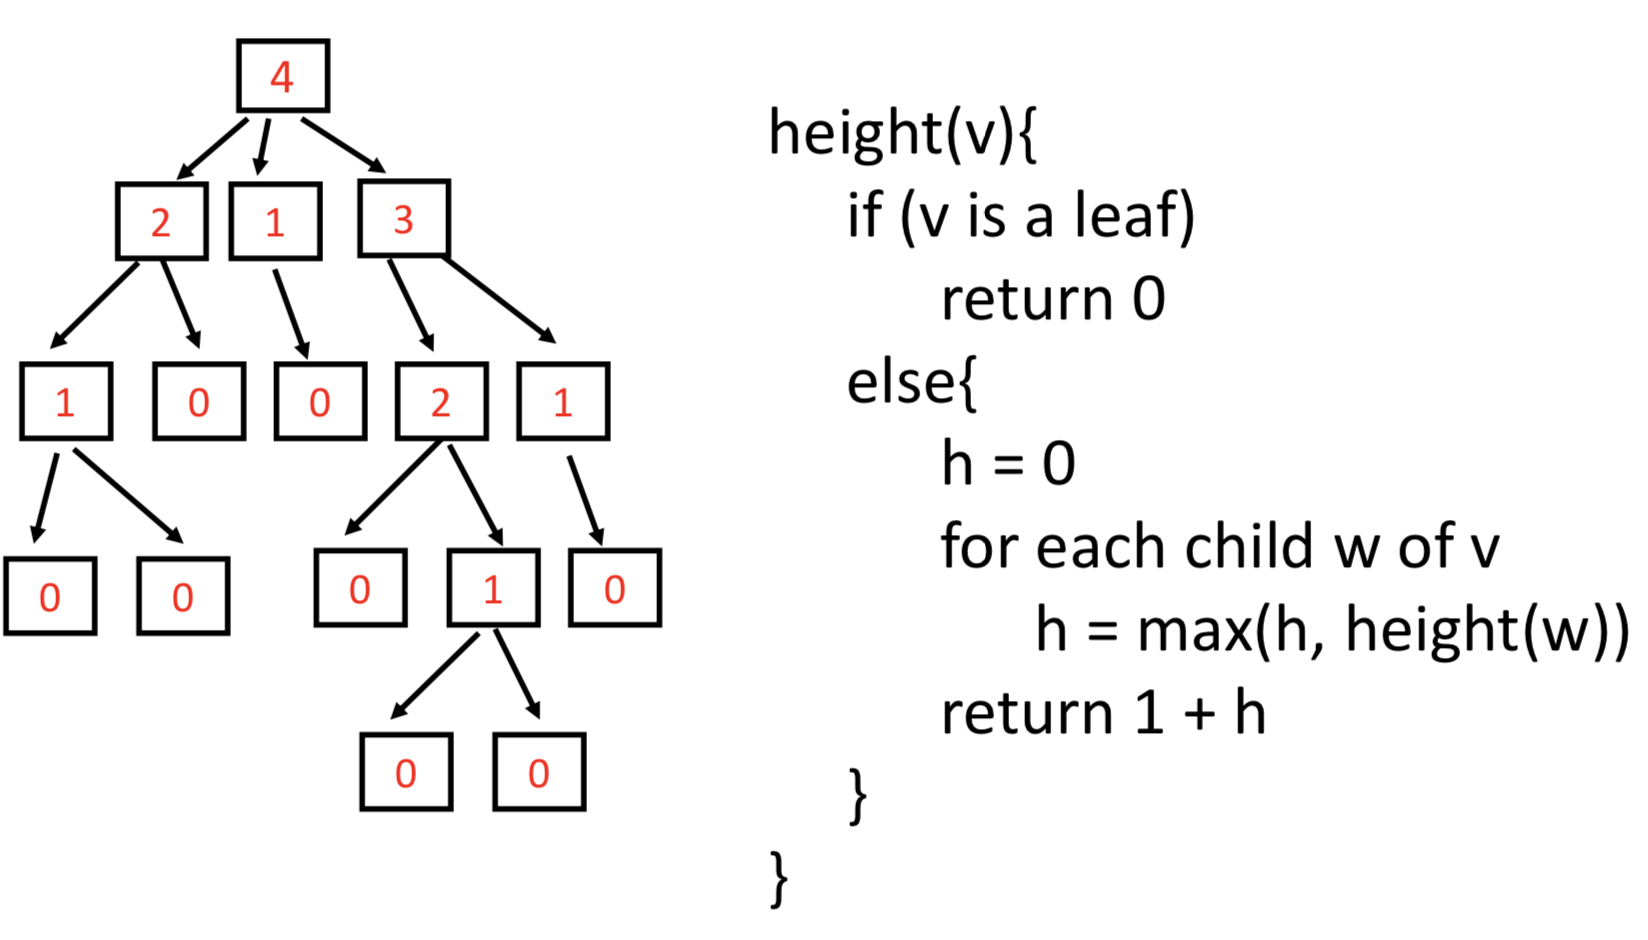 4
2 1 3
1 0 0 2 1
0 0 0 1 0
0 0
height(v){
if (v is a leaf)
return 0
else{
h = 0
for each child w of v
h = max(h, height(w))
return 1 + h
}
}